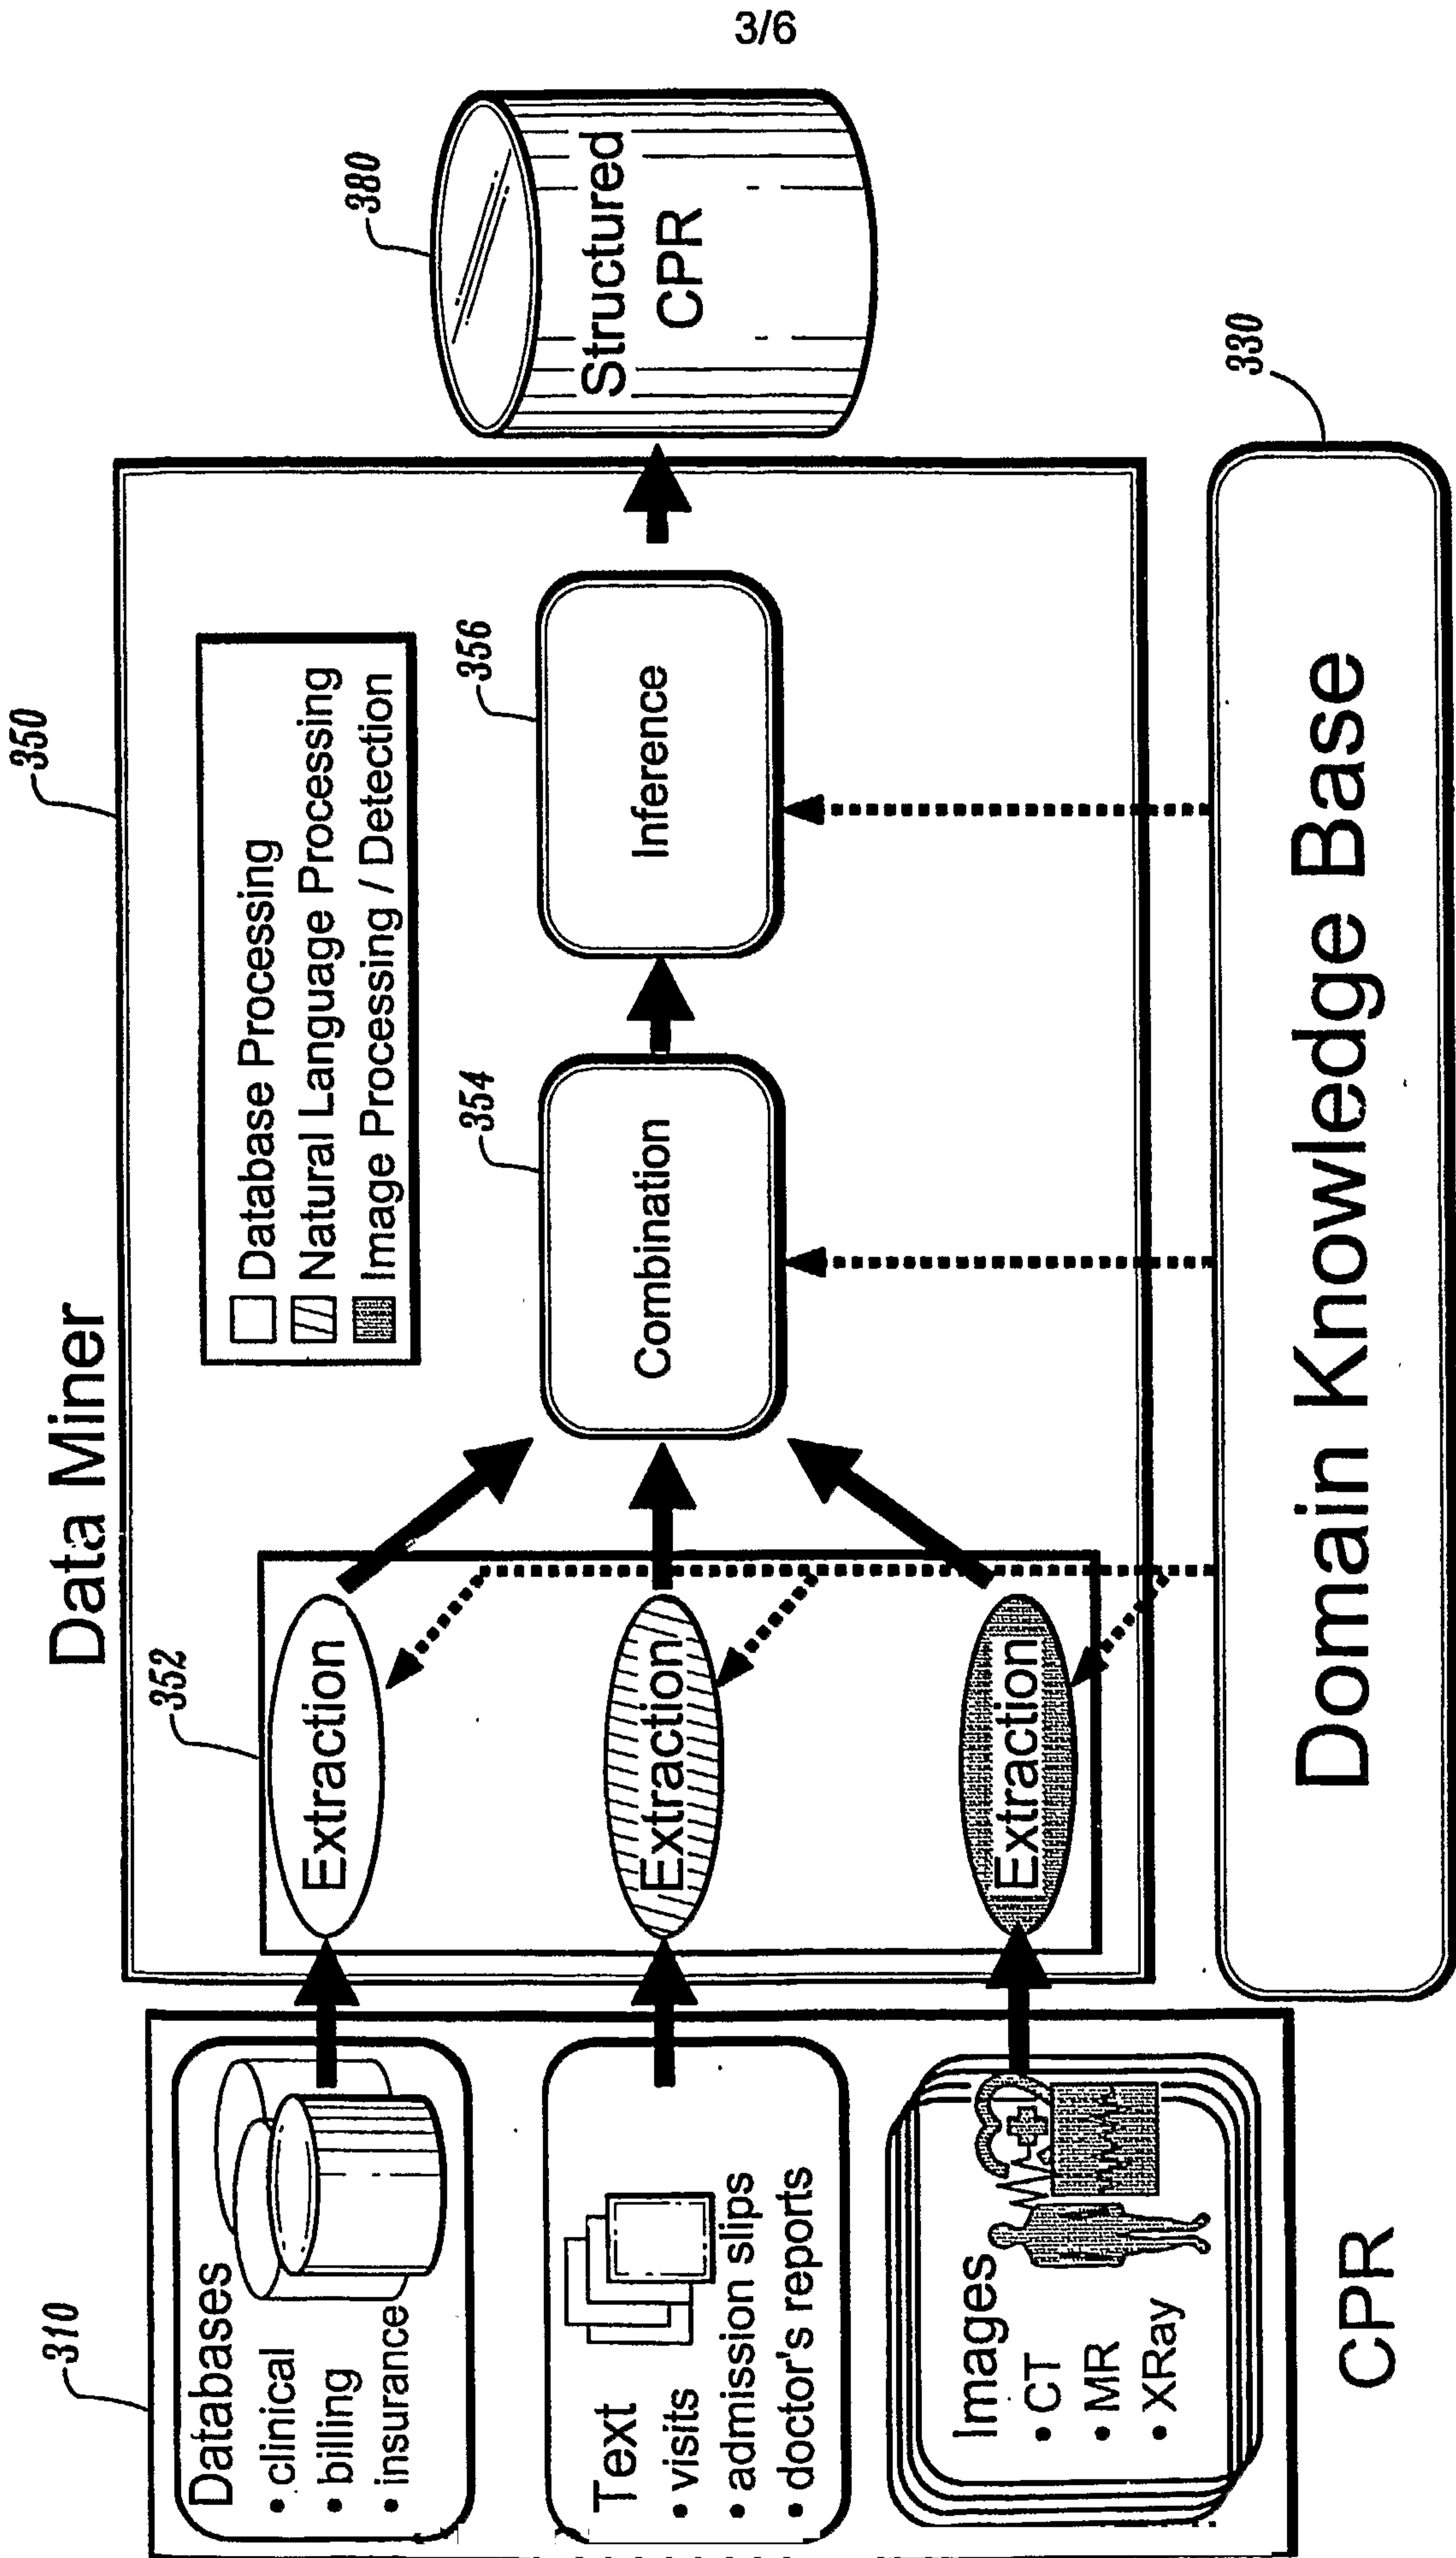 3/6
310
Databases
• clinical
• billing
• insurance
Text
• visits
• admission slips
• doctor's reports
Images
• CT
• MR
• XRay
CPR
Data Miner
350
352
Extraction
Extraction
Extraction
Database Processing
Natural Language Processing
Image Processing / Detection
354
Combination
356
Inference
380
Structured
CPR
330
Domain Knowledge Base